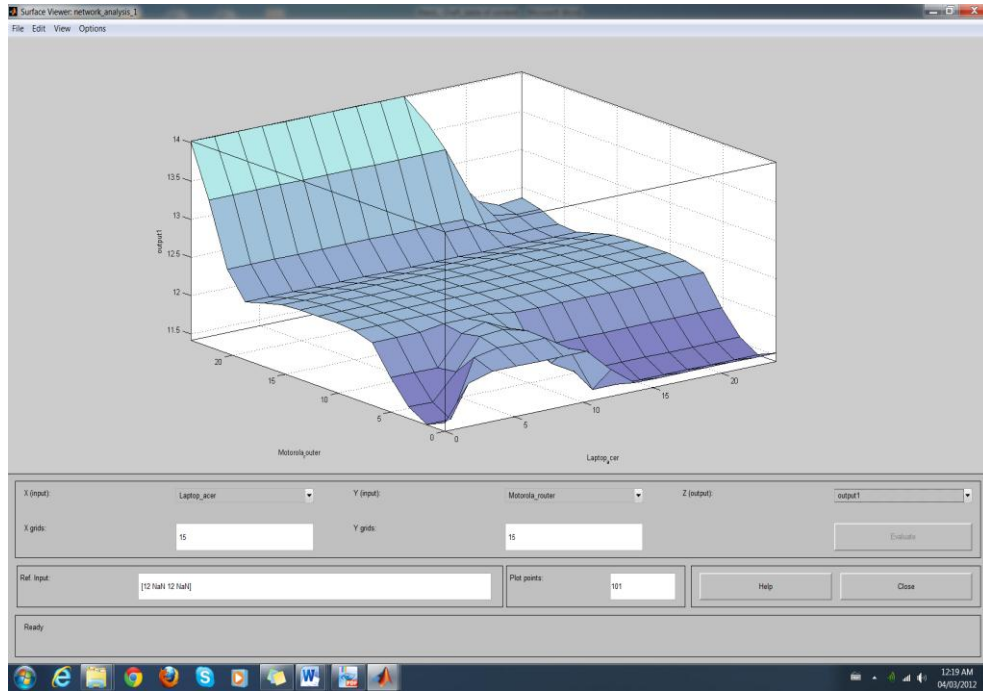 Surface Viewer: network_analysis_1
File Edit View Options
14
13.5
13
12.5
12
11.5
output1
20
15
10
5
0
Motorola_router
0
5
10
15
20
Laptop_acer
X (input): Laptop_acer Y (input): Motorola_router Z (output): output1
X grids: 15 Y grids: 15 Evaluate
Ref. Input: [12 NaN 12 NaN] Plot points: 101 Help Close
Ready
12:19 AM
04/03/2012